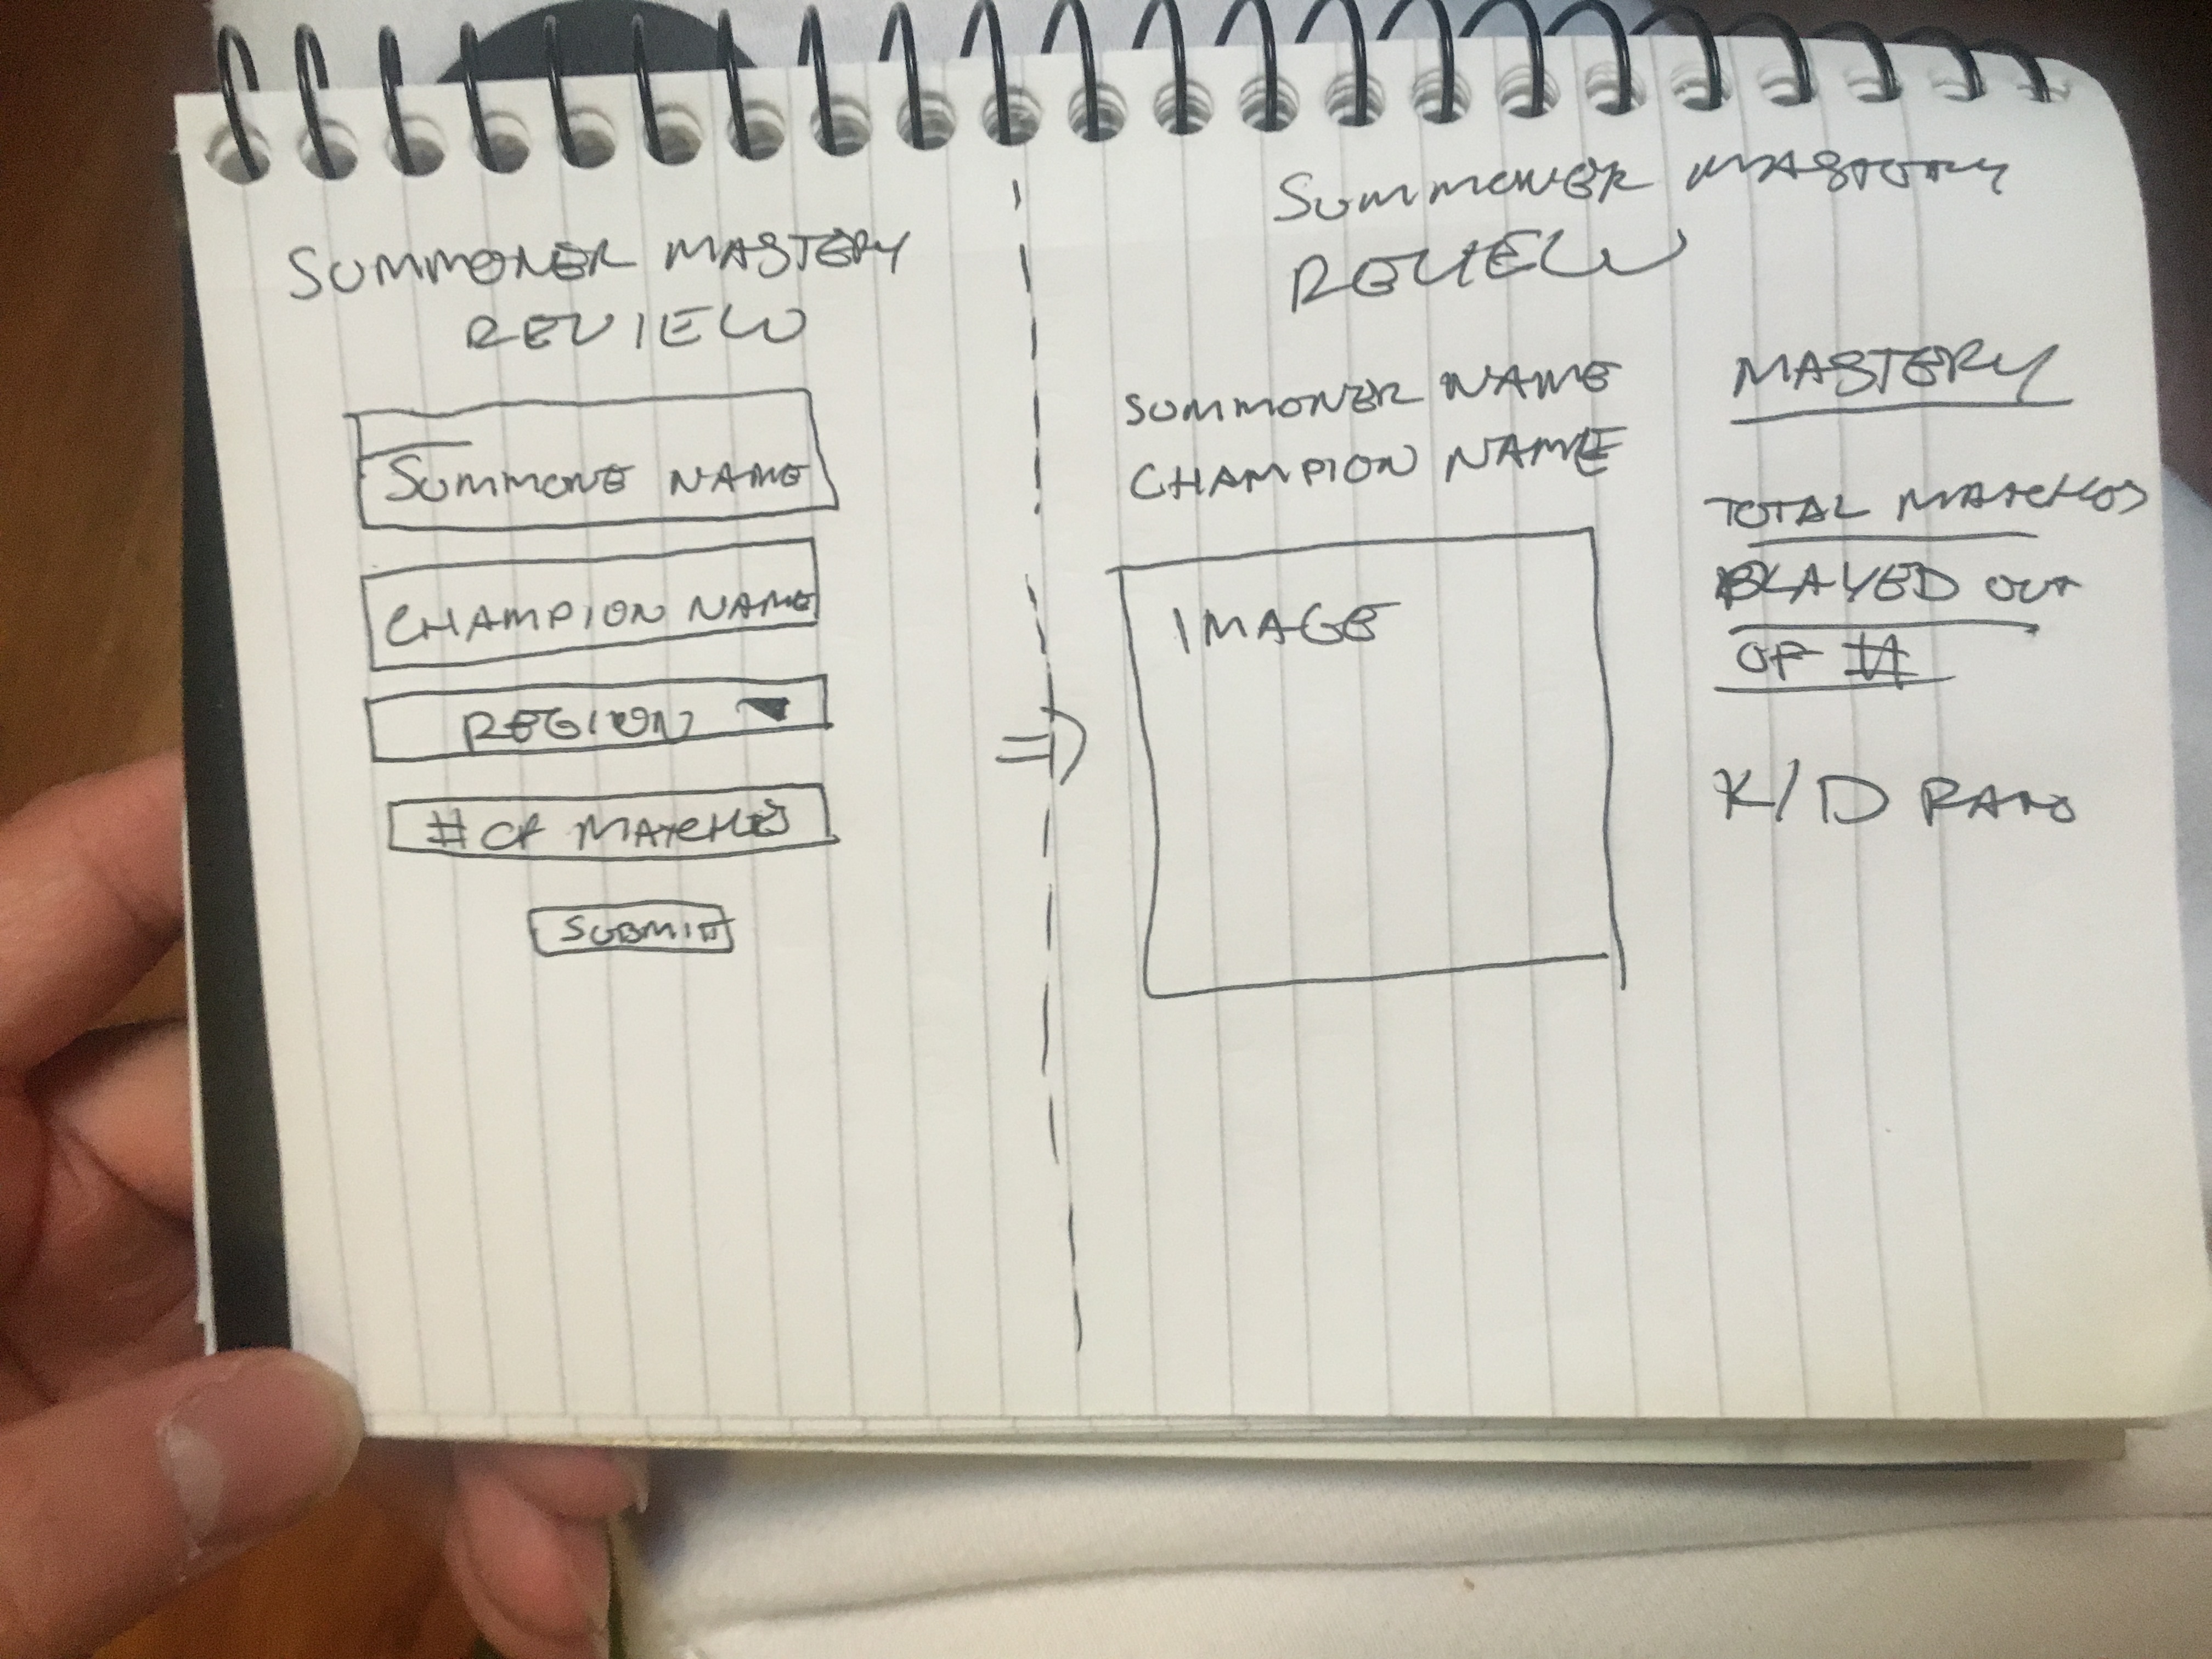 SUMMONER MASTERY
REVIEW
SUMMONE NAME
CHAMPION NAME
REGION
# OF MATCHES
SUBMIT
=>
SUMMONER MASTERY
REVIEW
SUMMONER NAME
CHAMPION NAME
IMAGE
MASTERY
TOTAL MATCHES
PLAYED OUT
OF #
K/D RATIO